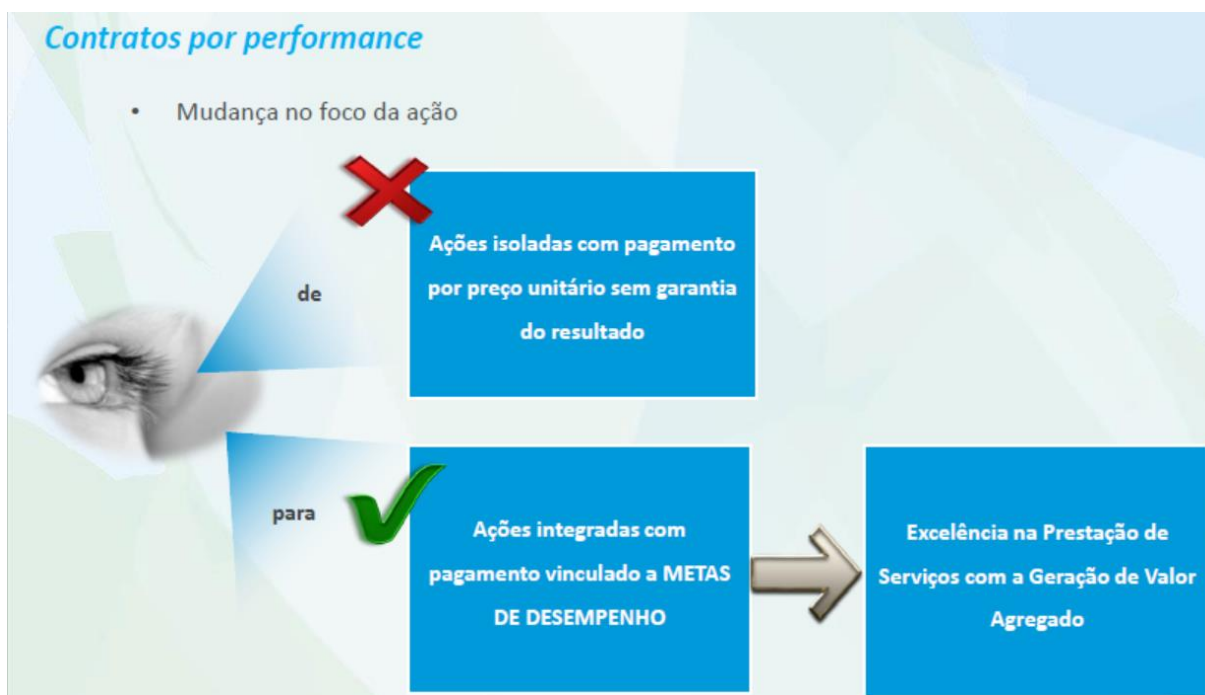 Contratos por performance
• Mudança no foco da ação
de
Ações isoladas com pagamento
por preço unitário sem garantia
do resultado
para
Ações integradas com
pagamento vinculado a METAS
DE DESEMPENHO
Excelência na Prestação de
Serviços com a Geração de Valor
Agregado